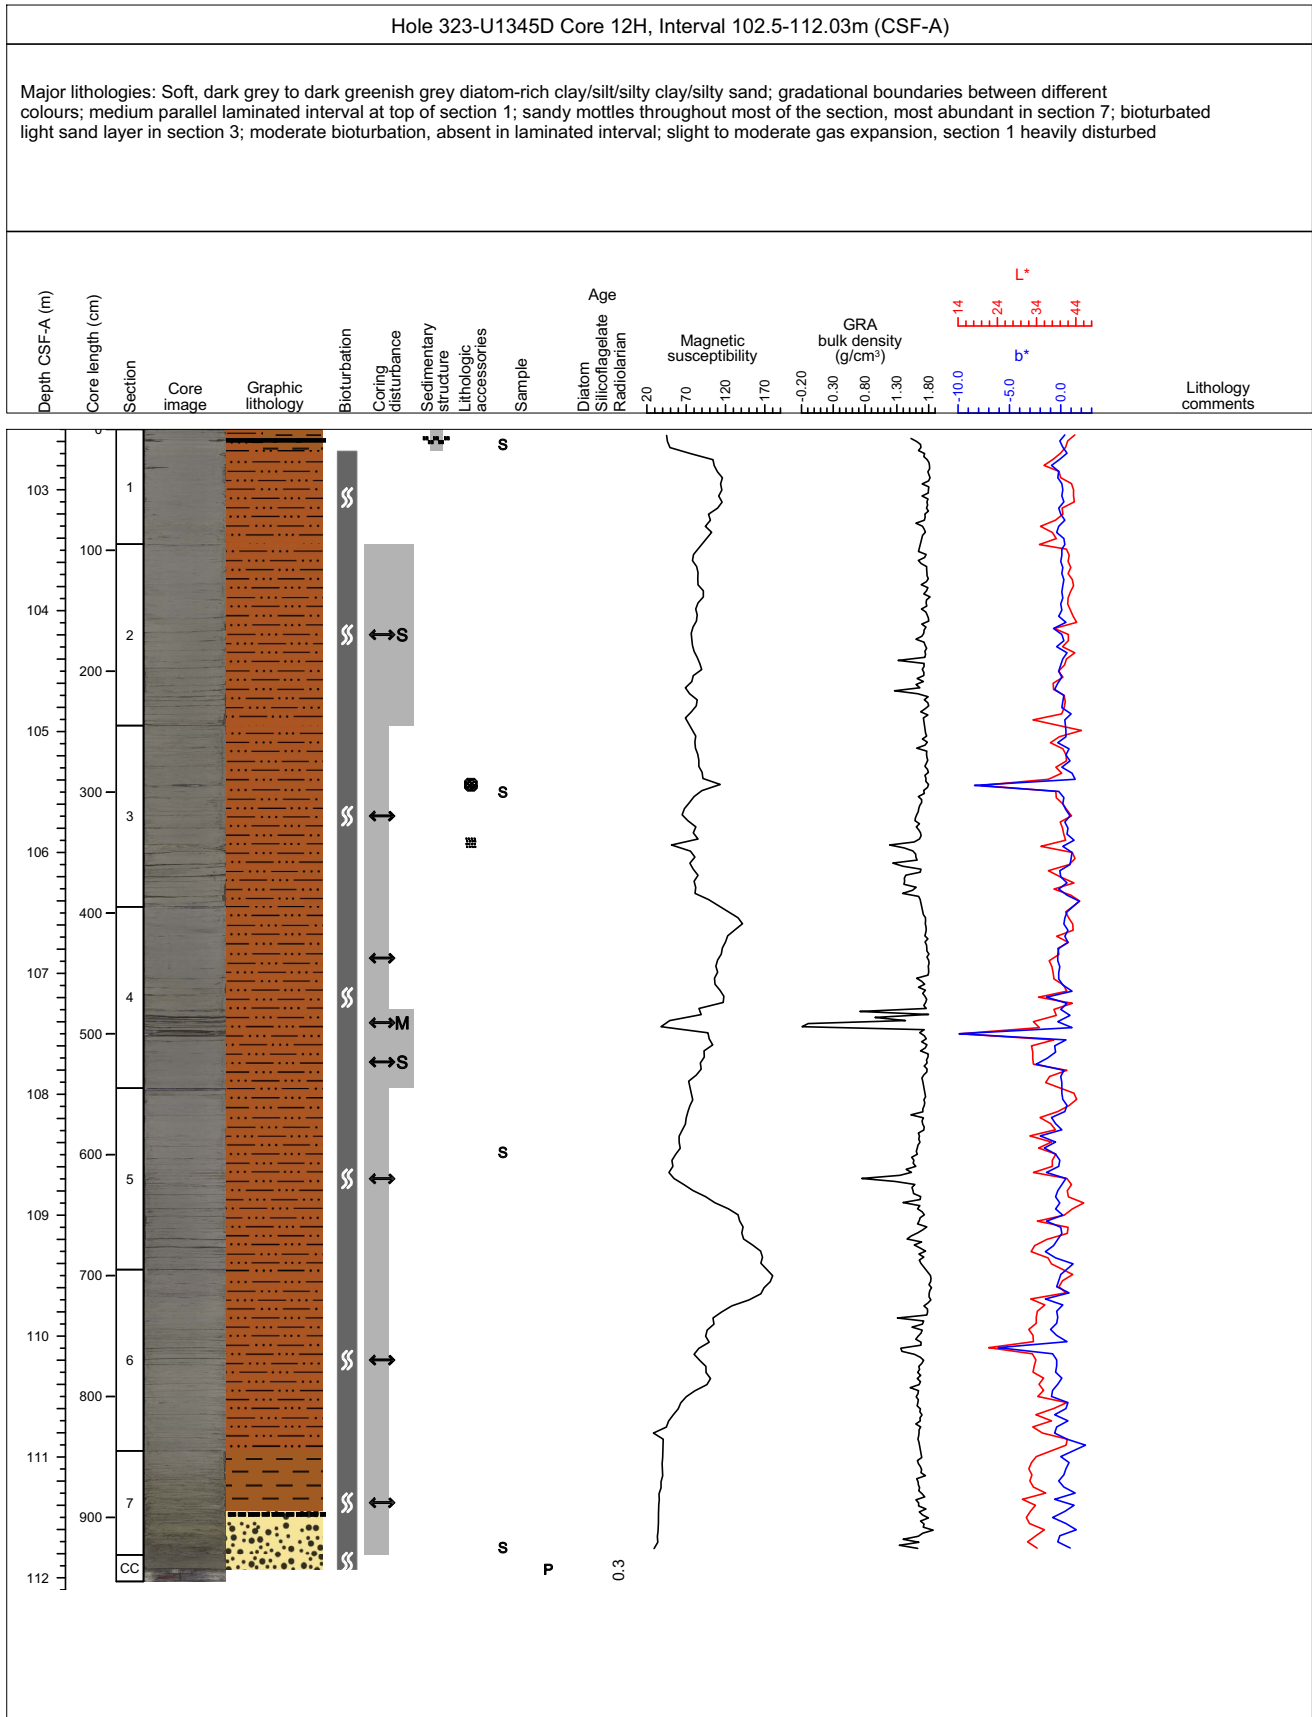 Hole 323-U1345D Core 12H, Interval 102.5-112.03m (CSF-A)
Major lithologies: Soft, dark grey to dark greenish grey diatom-rich clay/silt/silty clay/silty sand; gradational boundaries between different
colours; medium parallel laminated interval at top of section 1; sandy mottles throughout most of the section, most abundant in section 7; bioturbated
light sand layer in section 3; moderate bioturbation, absent in laminated interval; slight to moderate gas expansion, section 1 heavily disturbed
Depth CSF-A (m)
Core length (cm)
Section
Core
image
Graphic
lithology
Bioturbation
Coring
disturbance
Sedimentary
structure
Lithologic
accessories
Sample
Age
Diatom
Silicoflagelate
Radiolarian
Magnetic
susceptibility
20 70 120 170
GRA
bulk density
(g/cm³)
-0.20 0.30 0.80 1.30 1.80
L*
14 24 34 44
b*
-10.0 -5.0 0.0
Lithology
comments
0
S
103
1
100
104
2
S
200
105
300
S
3
106
400
107
4
M
500
S
108
600
S
5
109
700
110
6
800
111
7
900
S
CC
P
0.3
112